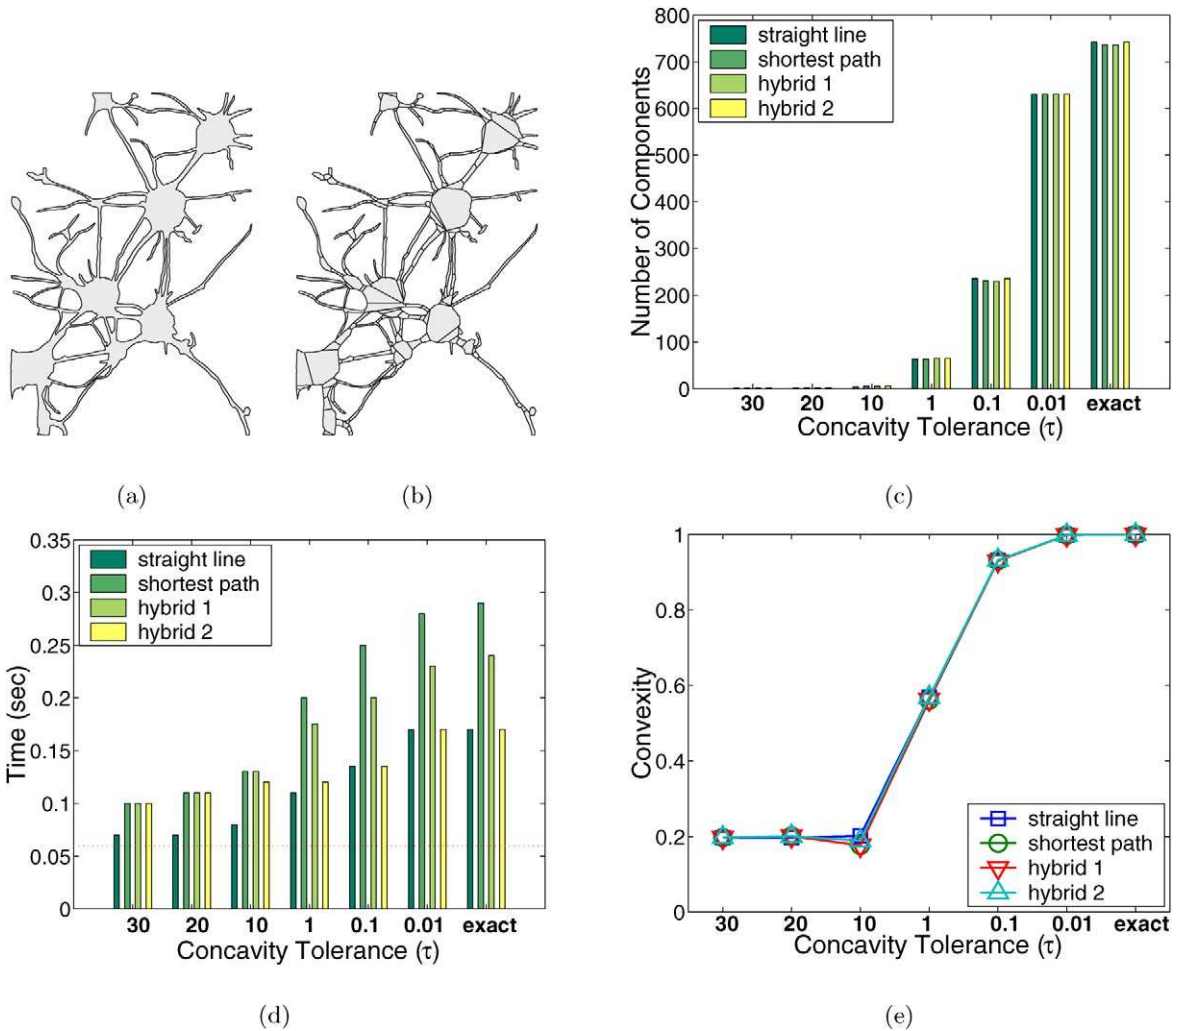 800
700
600
500
400
300
200
100
0
Number of Components
straight line
shortest path
hybrid 1
hybrid 2
30 20 10 1 0.1 0.01 exact
Concavity Tolerance (τ)
(a)
(b)
(c)
0.35
0.3
0.25
0.2
0.15
0.1
0.05
0
Time (sec)
straight line
shortest path
hybrid 1
hybrid 2
30 20 10 1 0.1 0.01 exact
Concavity Tolerance (τ)
(d)
1
0.8
0.6
0.4
0.2
0
Convexity
straight line
shortest path
hybrid 1
hybrid 2
30 20 10 1 0.1 0.01 exact
Concavity Tolerance (τ)
(e)